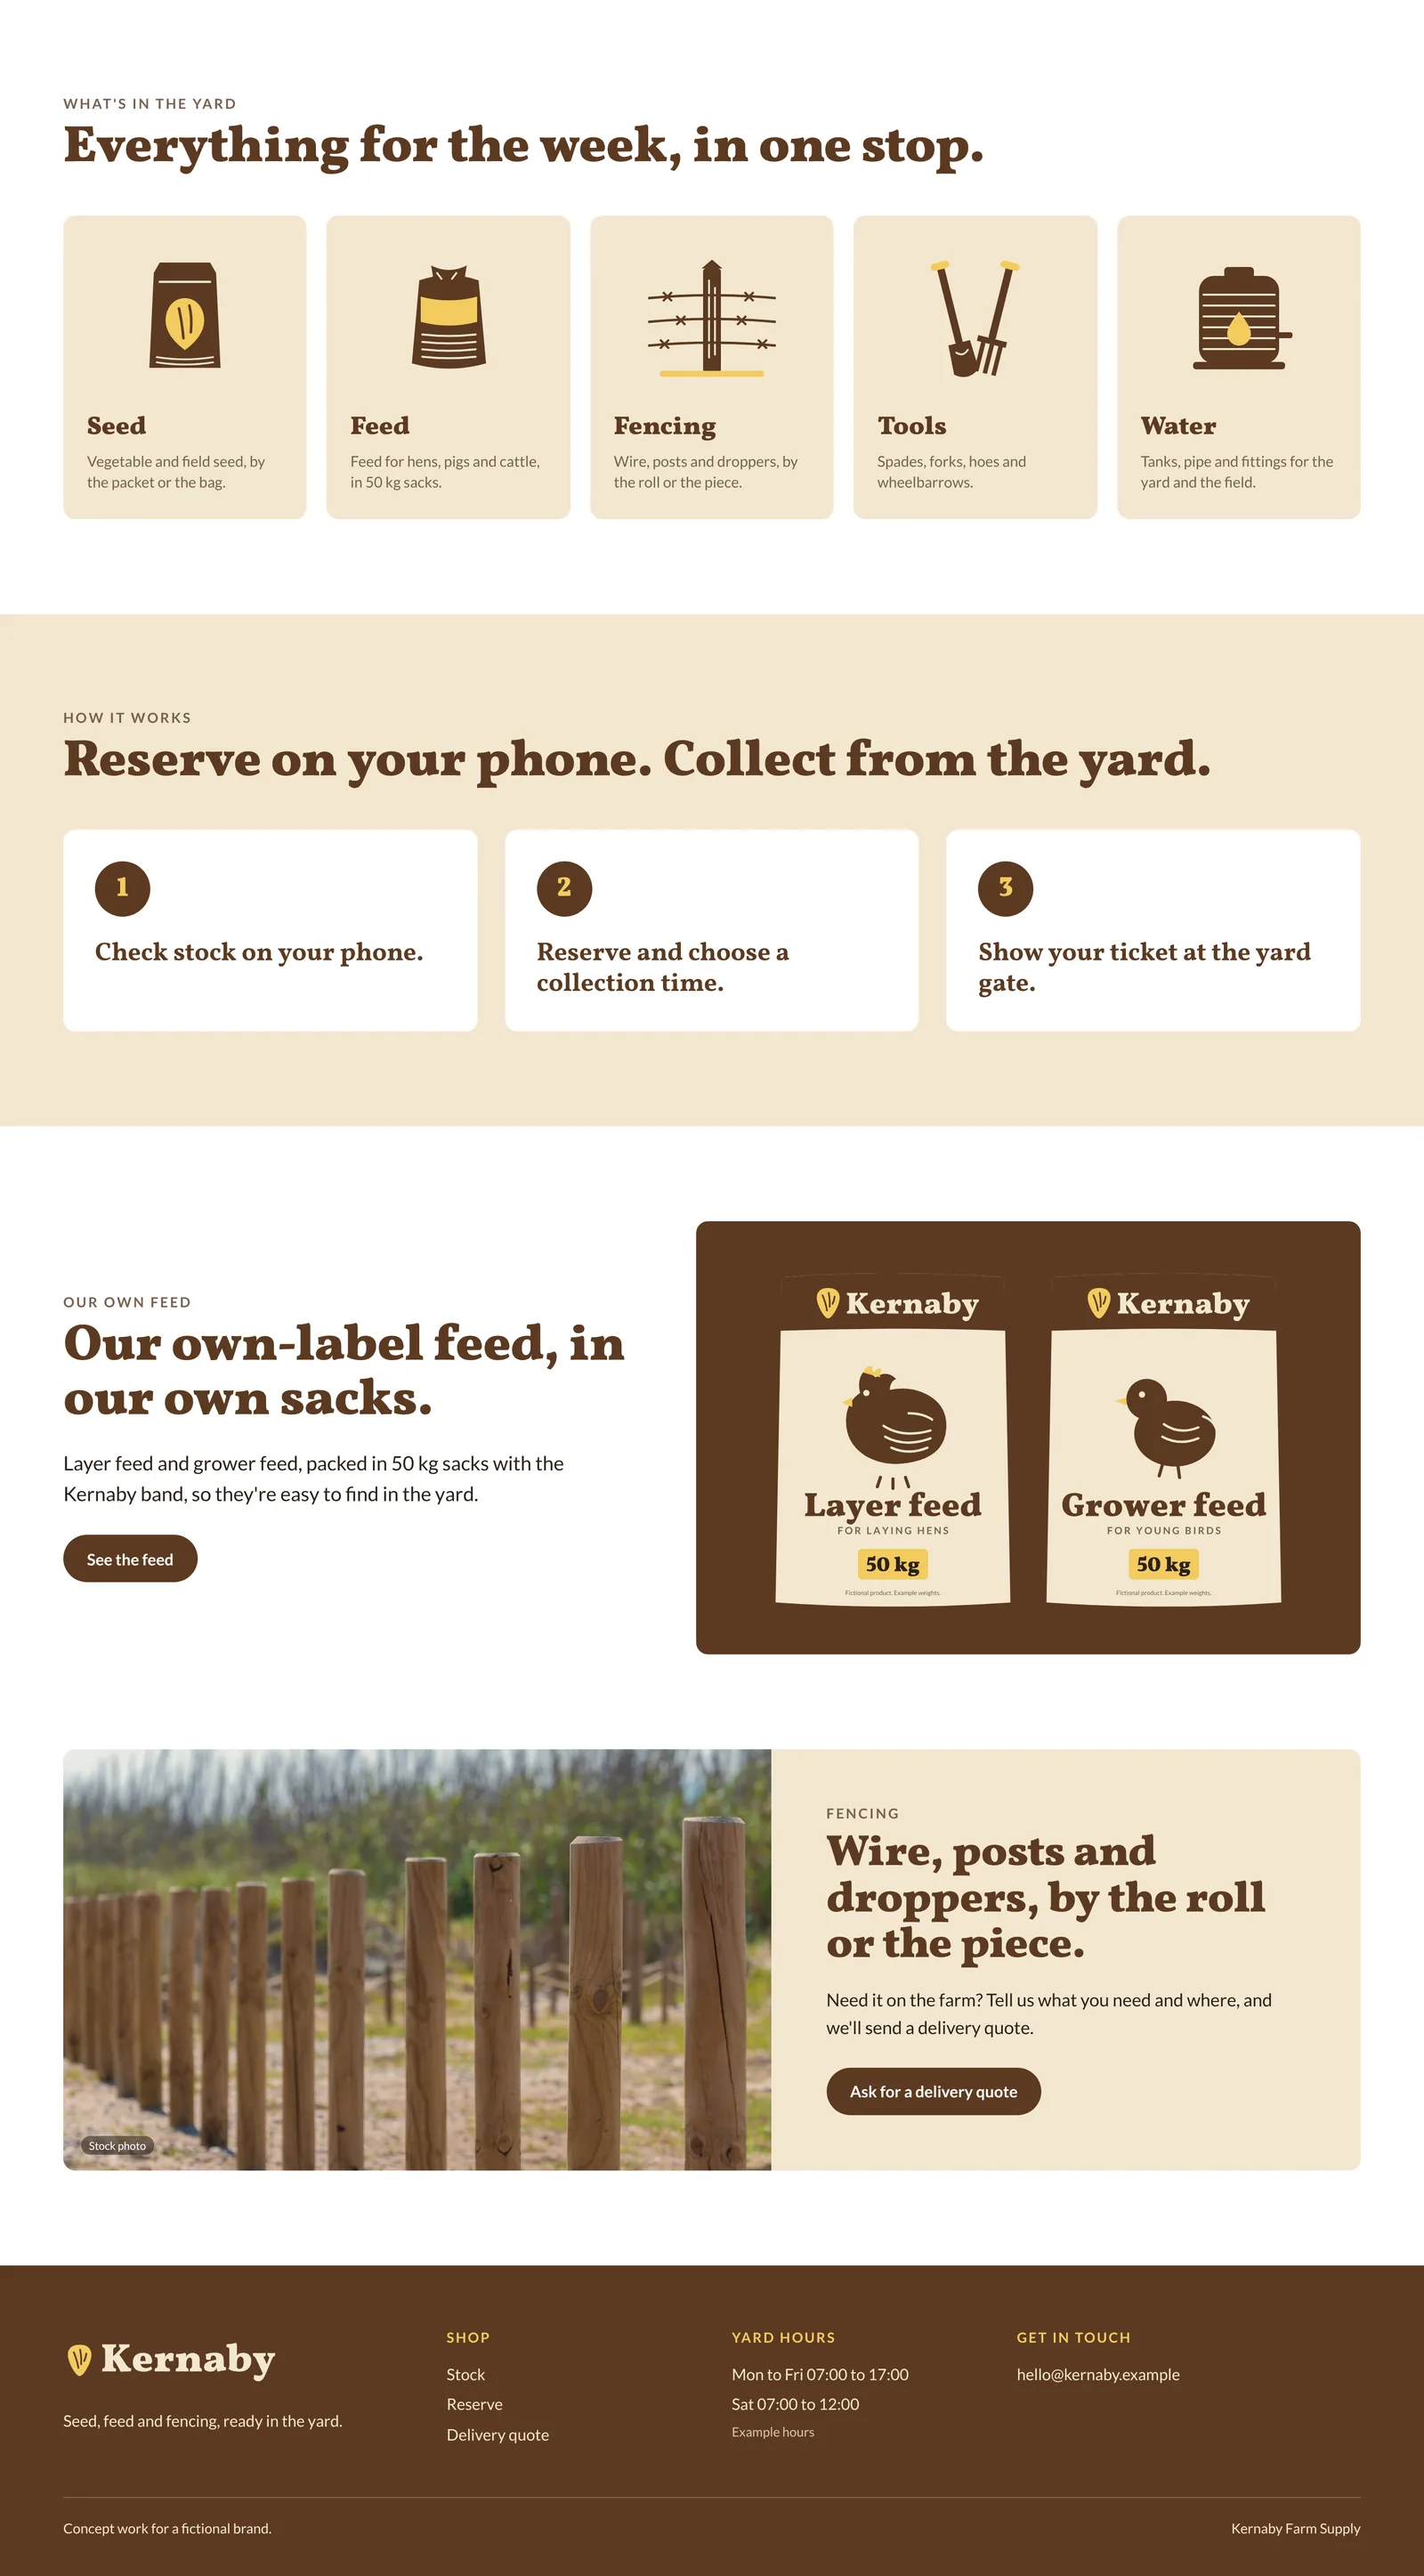 WHAT'S IN THE YARD
Everything for the week, in one stop.
Seed
Vegetable and field seed, by
the packet or the bag.
Feed
Feed for hens, pigs and cattle,
in 50 kg sacks.
Fencing
Wire, posts and droppers, by
the roll or the piece.
Tools
Spades, forks, hoes and
wheelbarrows.
Water
Tanks, pipe and fittings for the
yard and the field.
HOW IT WORKS
Reserve on your phone. Collect from the yard.
1
Check stock on your phone.
2
Reserve and choose a
collection time.
3
Show your ticket at the yard
gate.
OUR OWN FEED
Our own-label feed, in
our own sacks.
Layer feed and grower feed, packed in 50 kg sacks with the
Kernaby band, so they're easy to find in the yard.
See the feed
Kernaby
Layer feed
FOR LAYING HENS
50 kg
Fictional product. Example weights.
Kernaby
Grower feed
FOR YOUNG BIRDS
50 kg
Fictional product. Example weights.
Stock photo
FENCING
Wire, posts and
droppers, by the roll
or the piece.
Need it on the farm? Tell us what you need and where, and
we'll send a delivery quote.
Ask for a delivery quote
Kernaby
Seed, feed and fencing, ready in the yard.
SHOP
Stock
Reserve
Delivery quote
YARD HOURS
Mon to Fri 07:00 to 17:00
Sat 07:00 to 12:00
Example hours
GET IN TOUCH
hello@kernaby.example
Concept work for a fictional brand.
Kernaby Farm Supply